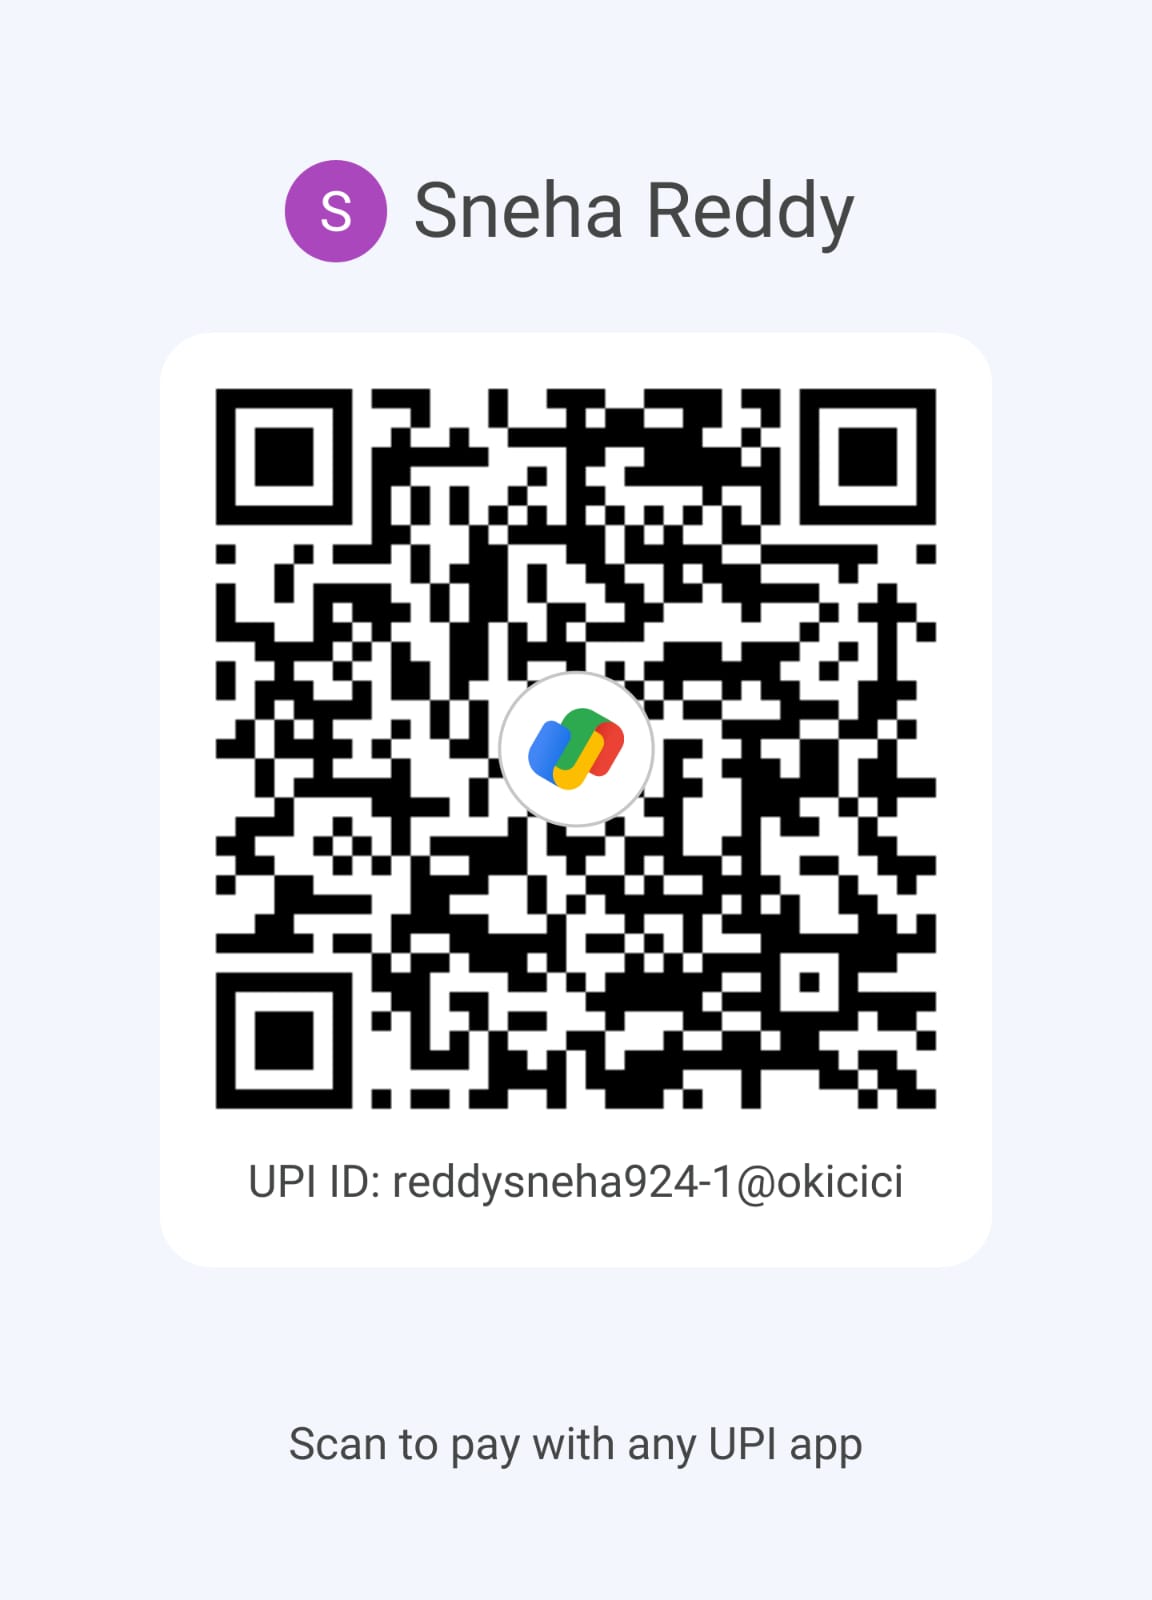 S Sneha Reddy
UPI ID: reddysneha924-1@okicici
Scan to pay with any UPI app